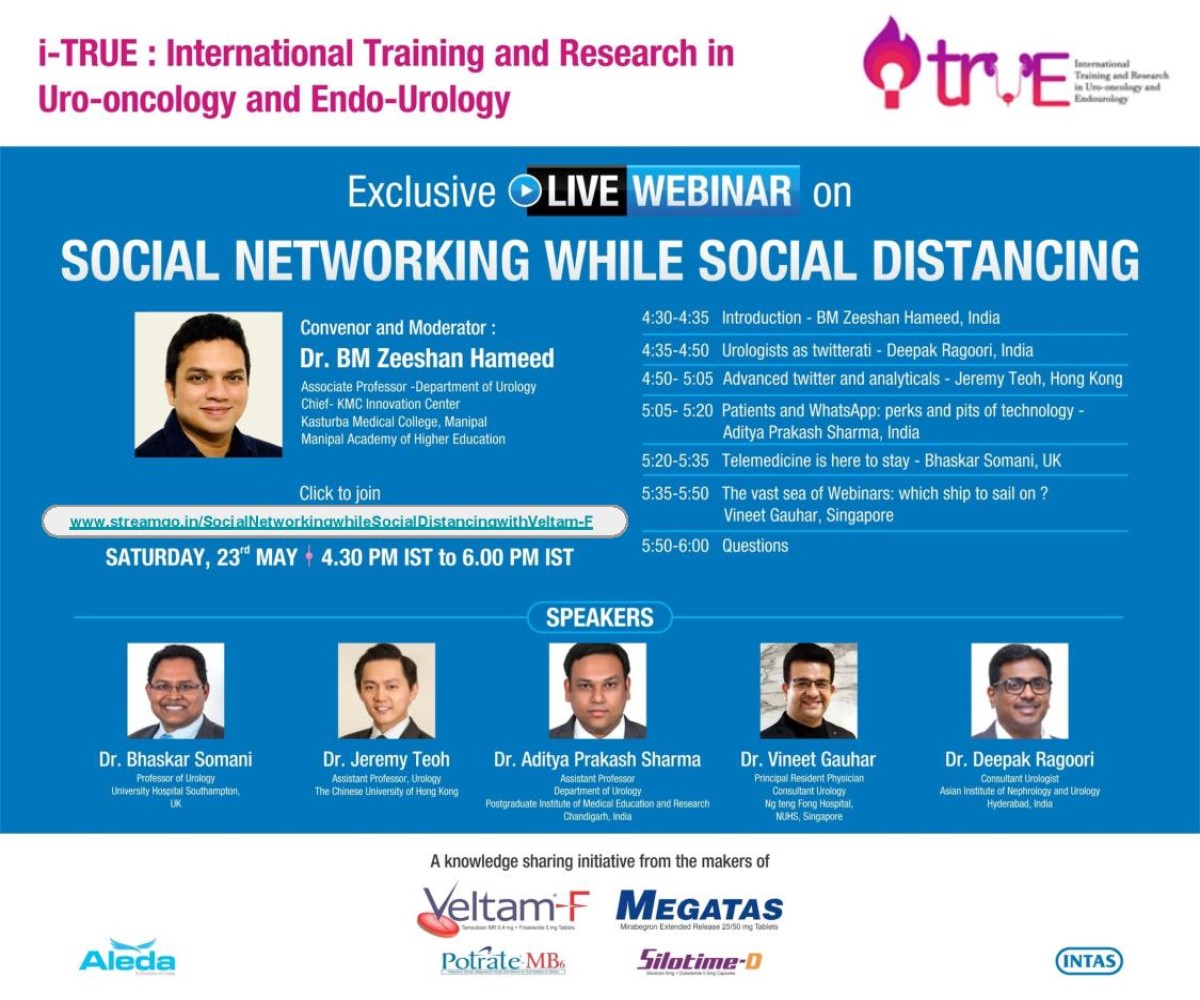 i-TRUE : International Training and Research in
Uro-oncology and Endo-Urology
trUE
International
Training and Research
in Uro-oncology and
Endourology
Exclusive LIVE WEBINAR on
SOCIAL NETWORKING WHILE SOCIAL DISTANCING
Convenor and Moderator :
Dr. BM Zeeshan Hameed
Associate Professor -Department of Urology
Chief- KMC Innovation Center
Kasturba Medical College, Manipal
Manipal Academy of Higher Education
Click to join
www.streamgo.in/SocialNetworkingwhileSocialDistancingwithVeltam-F
SATURDAY, 23rd MAY 4.30 PM IST to 6.00 PM IST
4:30-4:35 Introduction - BM Zeeshan Hameed, India
4:35-4:50 Urologists as twitterati - Deepak Ragoori, India
4:50- 5:05 Advanced twitter and analyticals - Jeremy Teoh, Hong Kong
5:05- 5:20 Patients and WhatsApp: perks and pits of technology -
Aditya Prakash Sharma, India
5:20-5:35 Telemedicine is here to stay - Bhaskar Somani, UK
5:35-5:50 The vast sea of Webinars: which ship to sail on ?
Vineet Gauhar, Singapore
5:50-6:00 Questions
SPEAKERS
Dr. Bhaskar Somani
Professor of Urology
University Hospital Southampton,
UK
Dr. Jeremy Teoh
Assistant Professor, Urology
The Chinese University of Hong Kong
Dr. Aditya Prakash Sharma
Assistant Professor
Department of Urology
Postgraduate Institute of Medical Education and Research
Chandigarh, India
Dr. Vineet Gauhar
Principal Resident Physician
Consultant Urology
Ng teng Fong Hospital,
NUHS, Singapore
Dr. Deepak Ragoori
Consultant Urologist
Asian Institute of Nephrology and Urology
Hyderabad, India
A knowledge sharing initiative from the makers of
Veltam-F
Tamsulosin MR 0.4 mg + Finasteride 5 mg Tablets
MEGATAS
Mirabegron Extended Release 25/50 mg Tablets
Aleda
Potrate-MB6
Silotime-D
INTAS